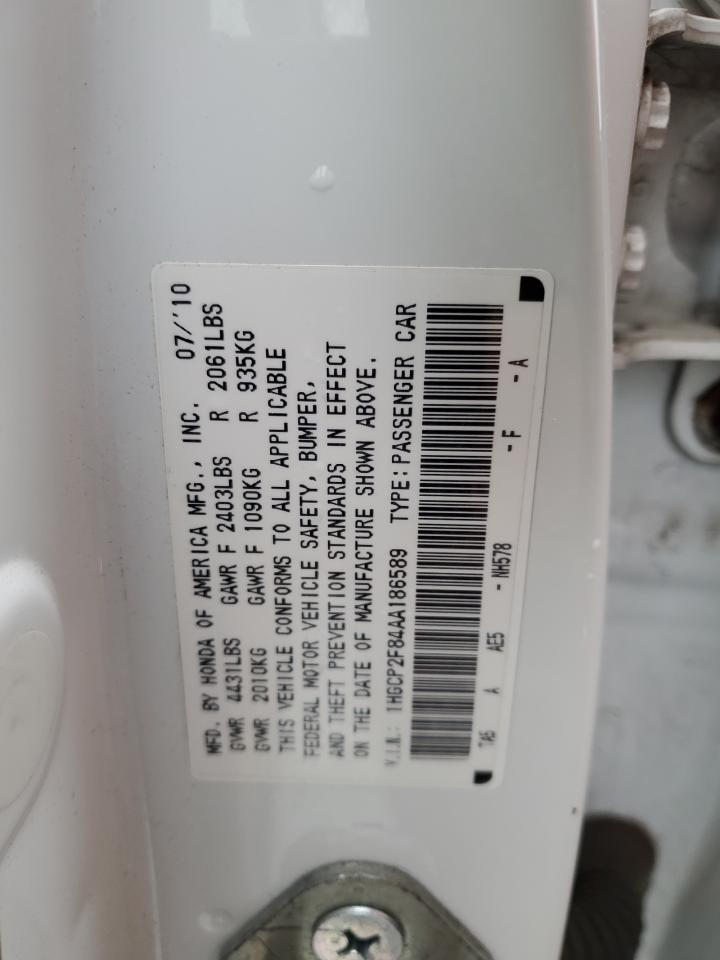 MFD. BY HONDA OF AMERICA MFG., INC. 07/'10
GVWR 4431LBS GAWR F 2403LBS R 2061LBS
GVWR 2010KG GAWR F 1090KG R 935KG
THIS VEHICLE CONFORMS TO ALL APPLICABLE
FEDERAL MOTOR VEHICLE SAFETY, BUMPER,
AND THEFT PREVENTION STANDARDS IN EFFECT
ON THE DATE OF MANUFACTURE SHOWN ABOVE.
V.I.N.: 1HGCP2F84AA186589 TYPE: PASSENGER CAR
TA5 A AE5 - NH578 - F - A